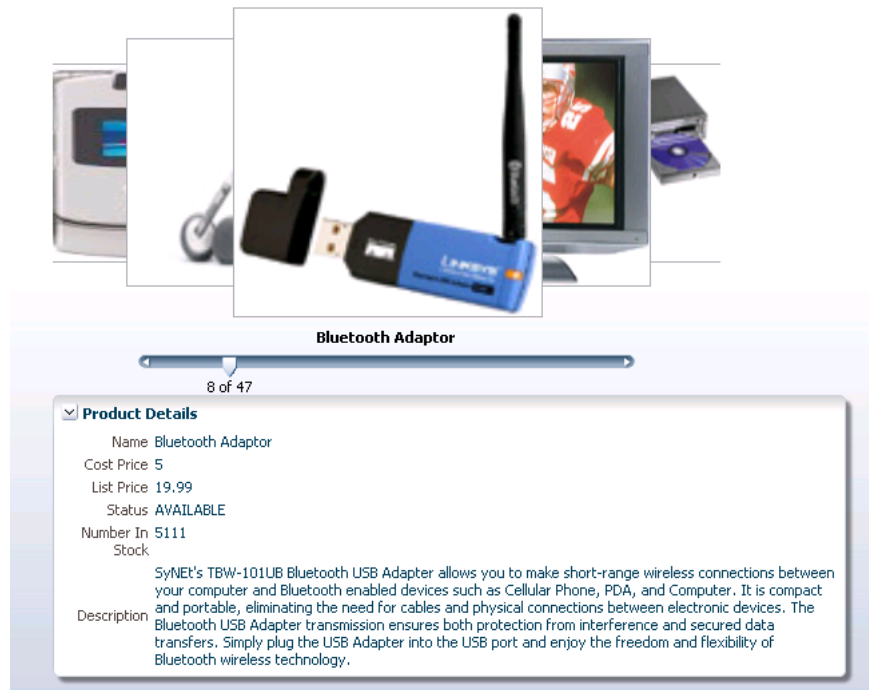 Bluetooth
LINKSYS
Bluetooth Adaptor
8 of 47
Product Details
Name Bluetooth Adaptor
Cost Price 5
List Price 19.99
Status AVAILABLE
Number In 5111
Stock
SyNEt's TBW-101UB Bluetooth USB Adapter allows you to make short-range wireless connections between
your computer and Bluetooth enabled devices such as Cellular Phone, PDA, and Computer. It is compact
Description and portable, eliminating the need for cables and physical connections between electronic devices. The
Bluetooth USB Adapter transmission ensures both protection from interference and secured data
transfers. Simply plug the USB Adapter into the USB port and enjoy the freedom and flexibility of
Bluetooth wireless technology.